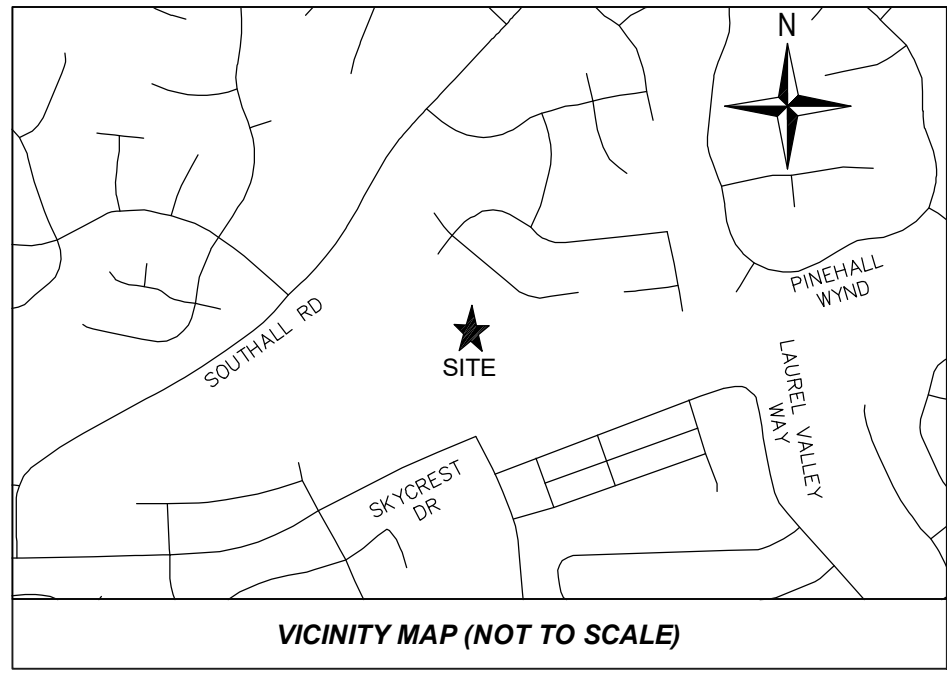 N
PINEHALL
WYND
SOUTHALL RD
SITE
LAUREL VALLEY
WAY
SKYCREST
DR
VICINITY MAP (NOT TO SCALE)